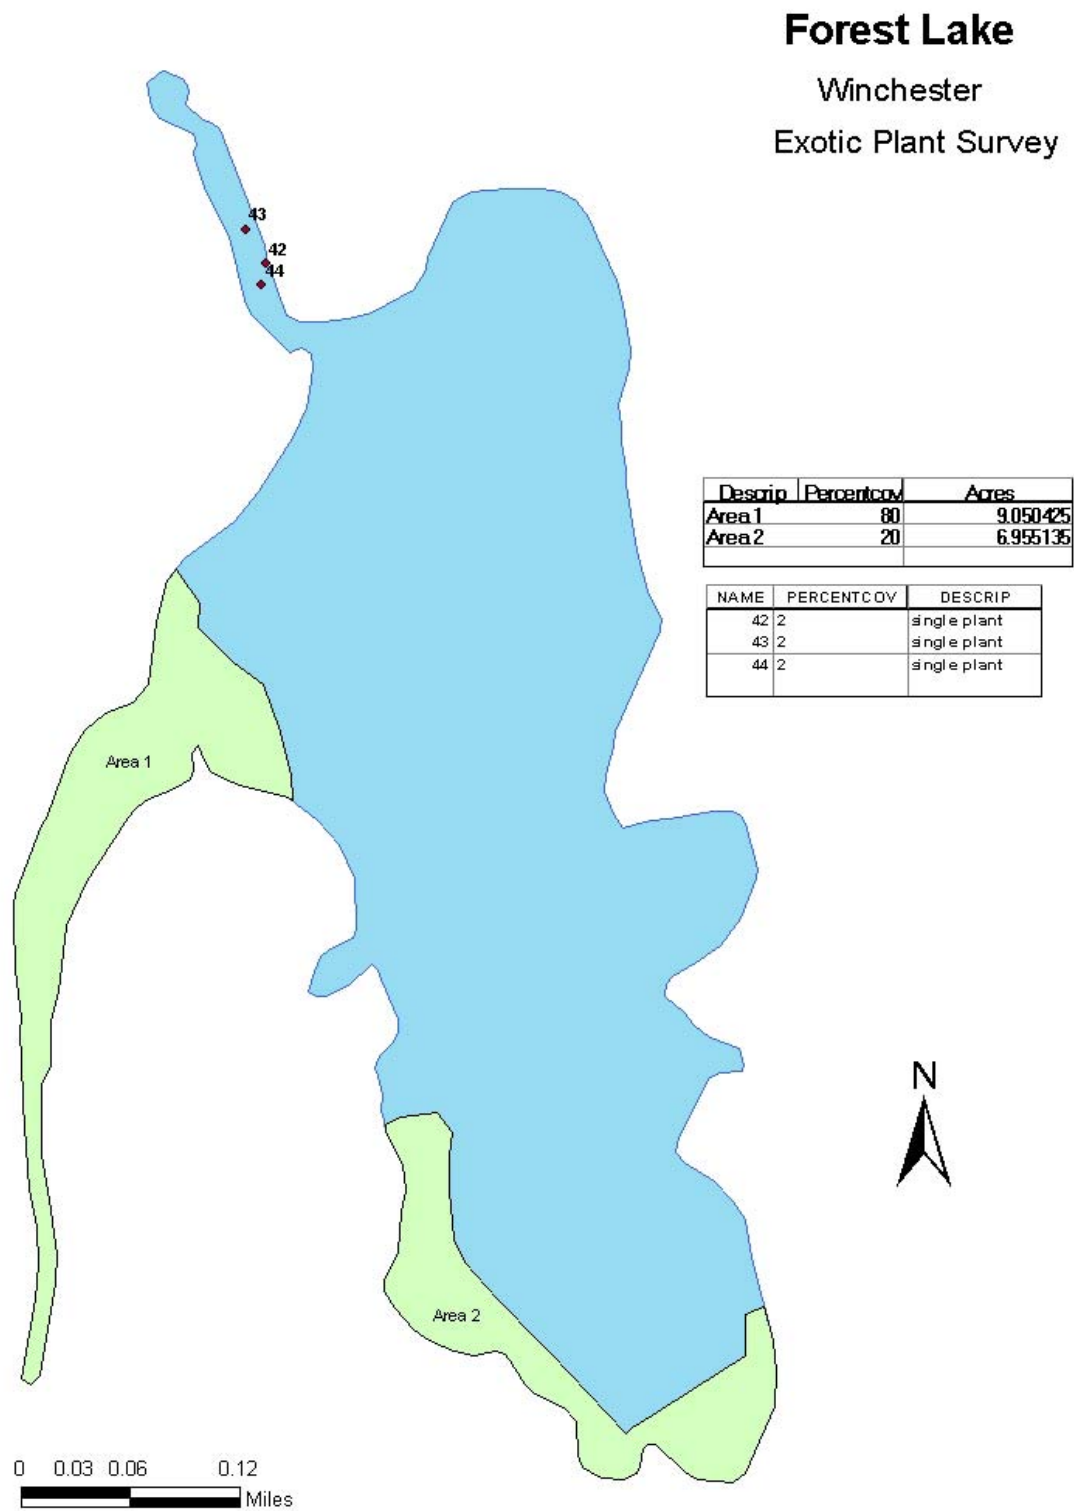 Forest Lake
Winchester
Exotic Plant Survey
43
42
44
Descrip Percentcov Acres
Area 1 80 9.050425
Area 2 20 6.955135
NAME PERCENTCOV DESCRIP
42 2 single plant
43 2 single plant
44 2 single plant
Area 1
N
Area 2
0 0.03 0.06 0.12
Miles